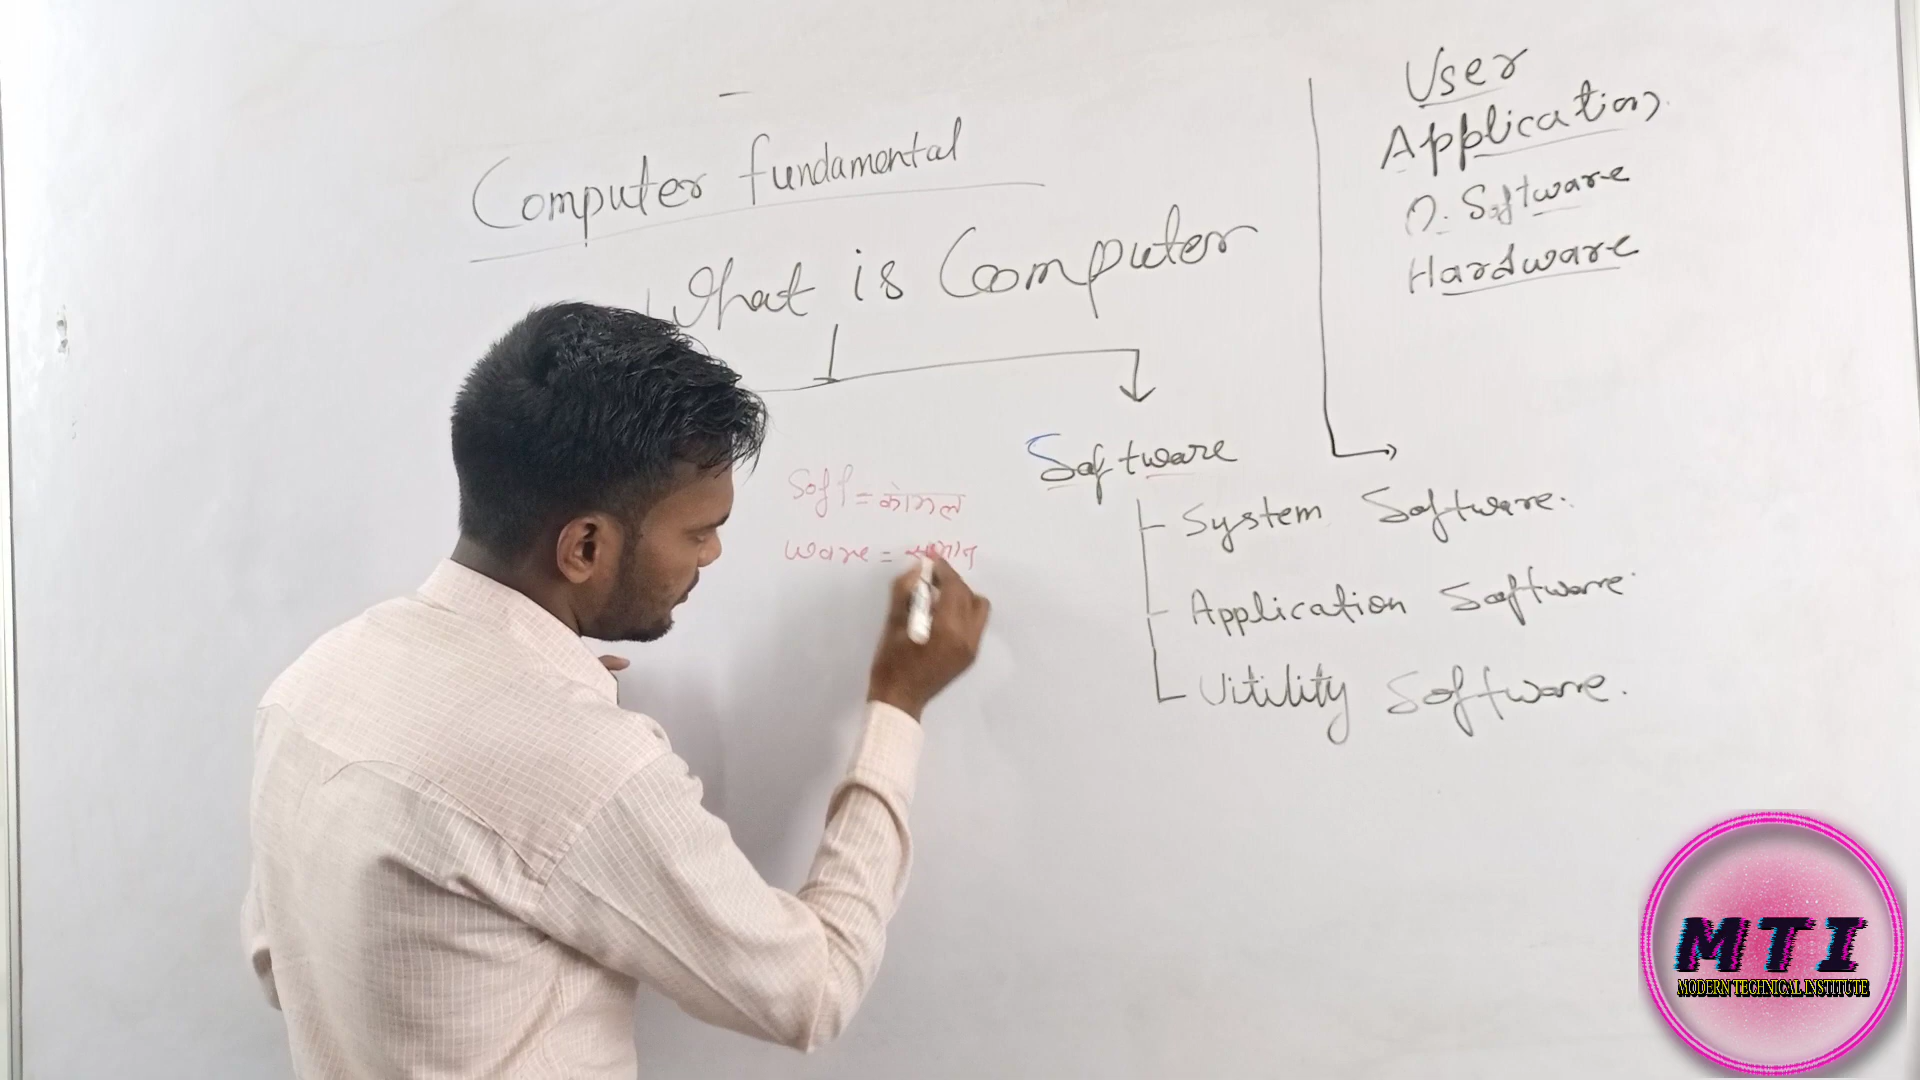 Computer fundamental
What is Computer
Software
Soft = कोमल
ware = सामान
System Software.
Application Software.
Uitility Software.
User
Application
O. Software
Hardware
MTI
MODERN TECHNICAL INSTITUTE